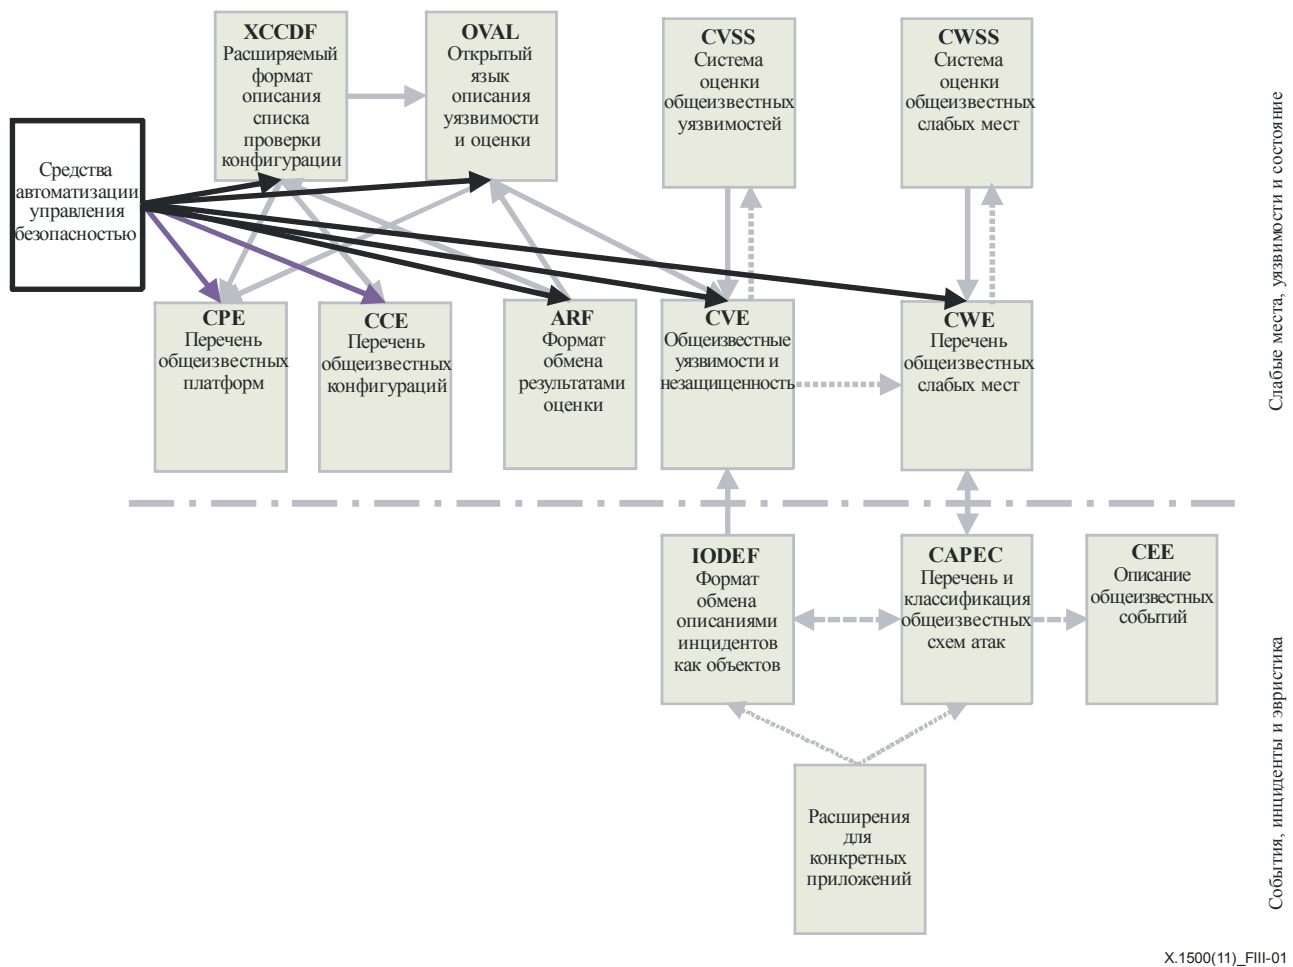 XCCDF
Расширяемый
формат
описания
списка
проверки
конфигурации
OVAL
Открытый
язык
описания
уязвимости
и оценки
CVSS
Система
оценки
общеизвестных
уязвимостей
CWSS
Система
оценки
общеизвестных
слабых мест
Средства
автоматизации
управления
безопасностью
CPE
Перечень
общеизвестных
платформ
CCE
Перечень
общеизвестных
конфигураций
ARF
Формат
обмена
результатами
оценки
CVE
Общеизвестные
уязвимости и
незащищенность
CWE
Перечень
общеизвестных
слабых мест
Слабые места, уязвимости и состояние
IODEF
Формат
обмена
описаниями
инцидентов
как объектов
CAPEC
Перечень и
классификация
общеизвестных
схем атак
CEE
Описание
общеизвестных
событий
Расширения
для
конкретных
приложений
События, инциденты и эвристика
X.1500(11)_FIII-01